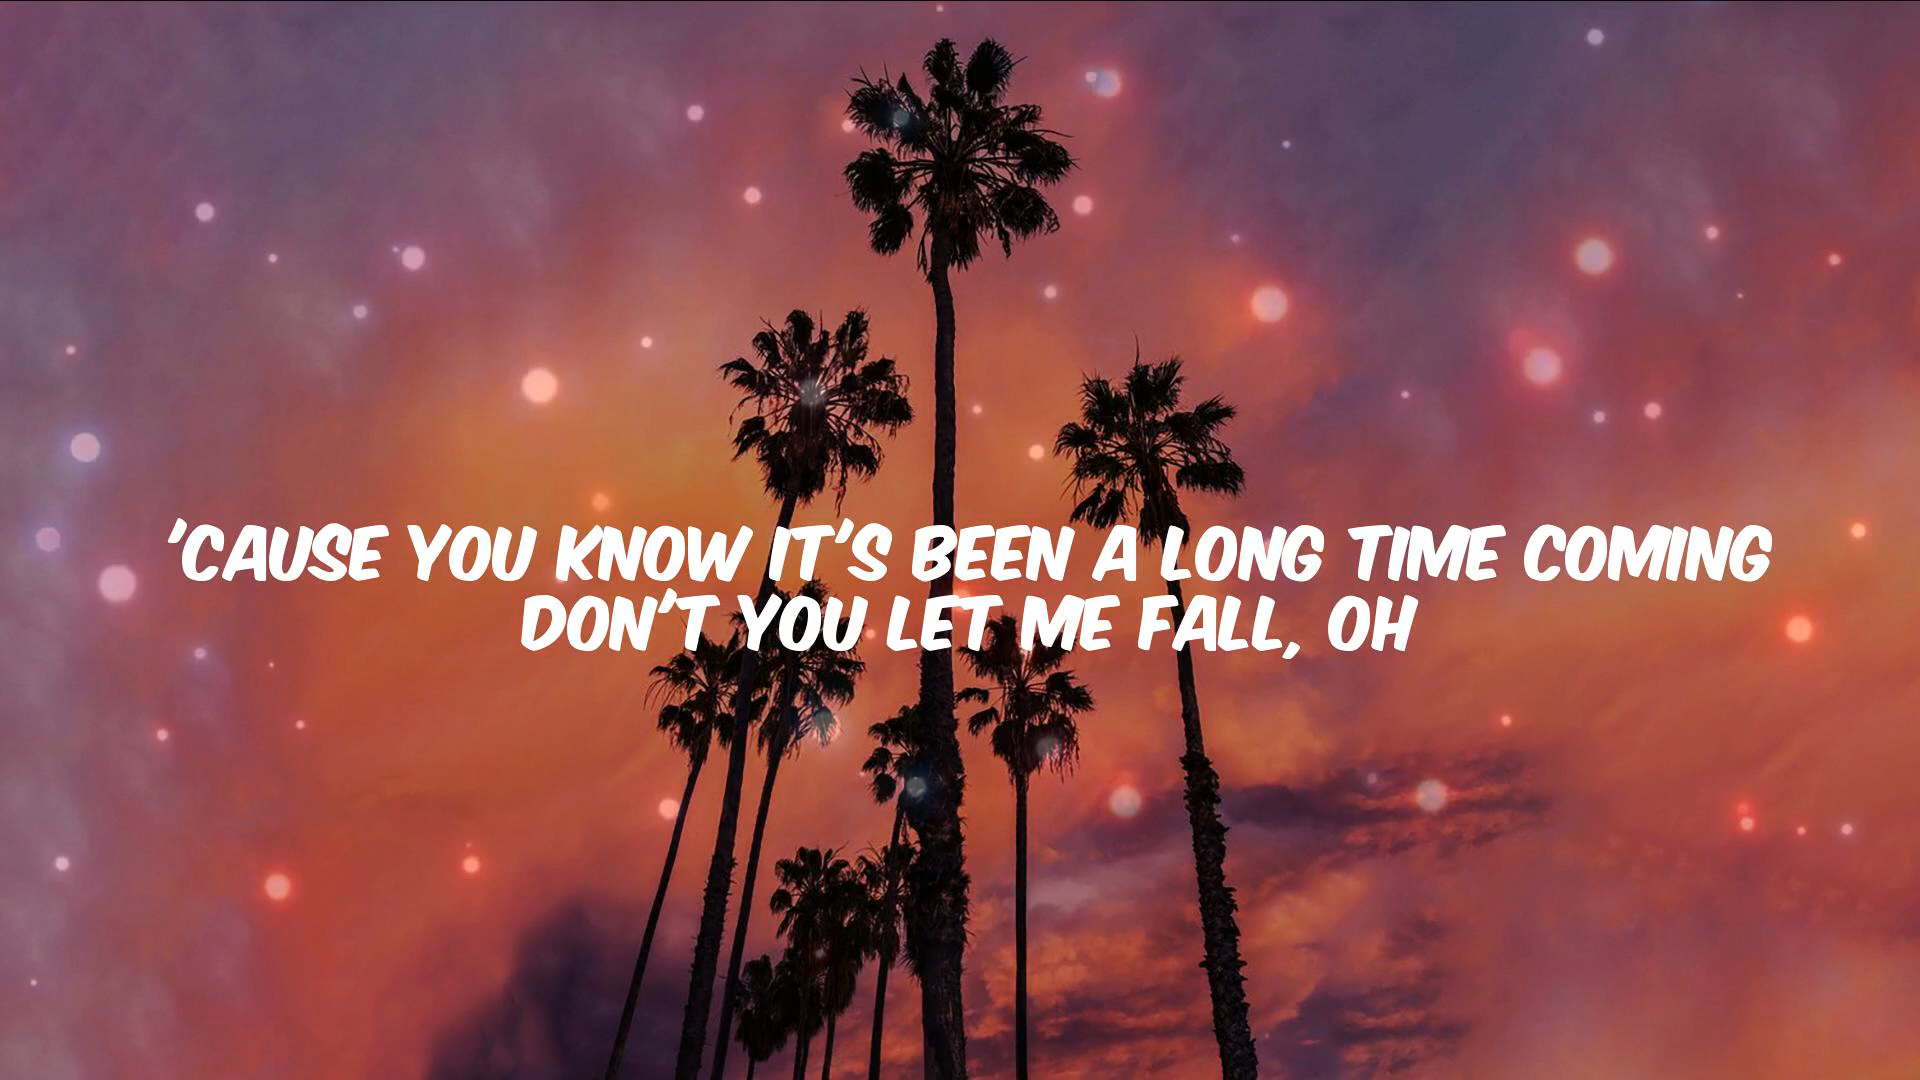 'CAUSE YOU KNOW IT'S BEEN A LONG TIME COMING
DON'T YOU LET ME FALL, OH